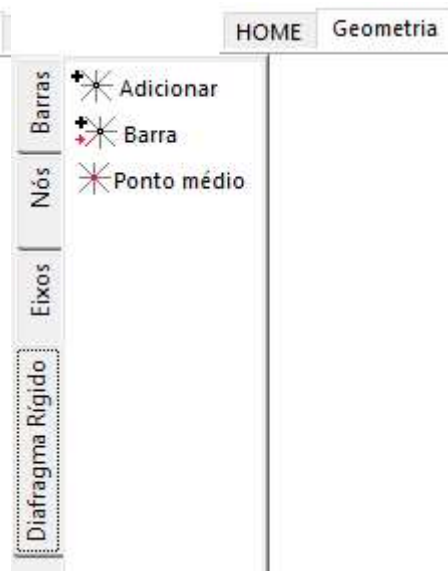 HOME Geometria
Adicionar
Barra
Ponto médio
Barras
Nós
Eixos
Diafragma Rígido